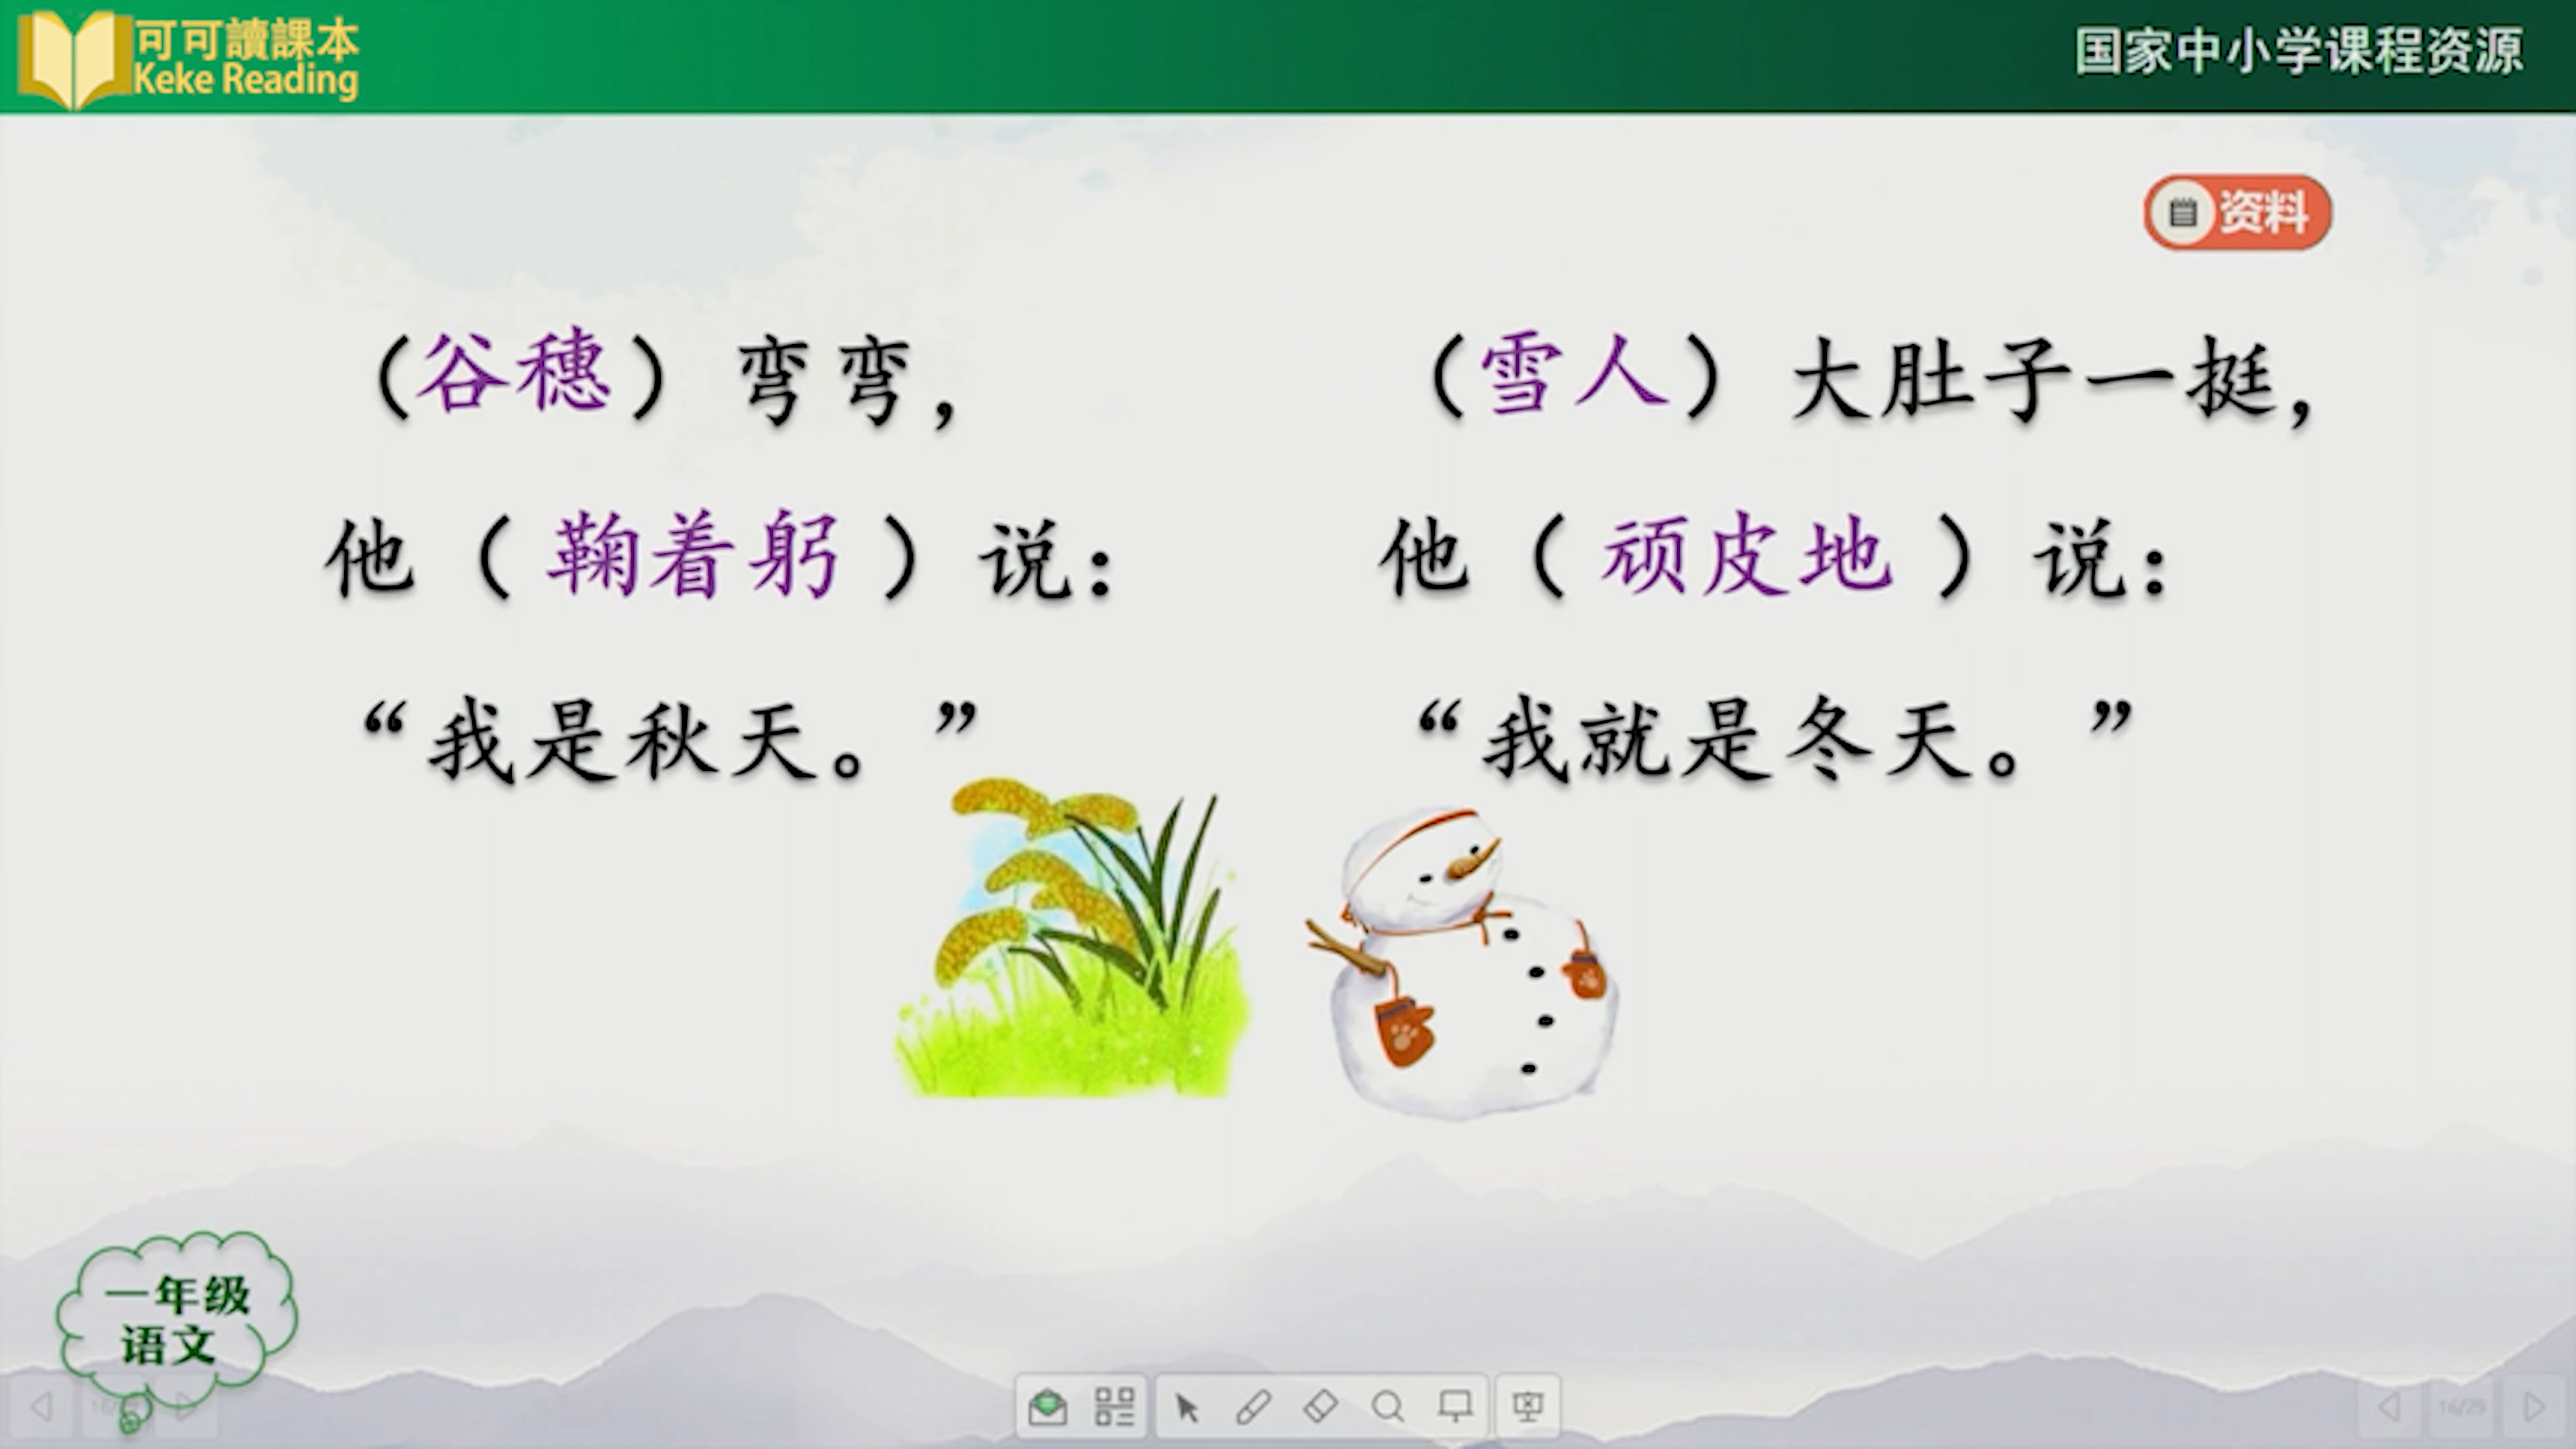 可可讀課本
Keke Reading
国家中小学课程资源
资料
（谷穗）弯弯，
他（鞠着躬）说：
“我是秋天。”
（雪人）大肚子一挺，
他（顽皮地）说：
“我就是冬天。”
一年级
语文
16/29